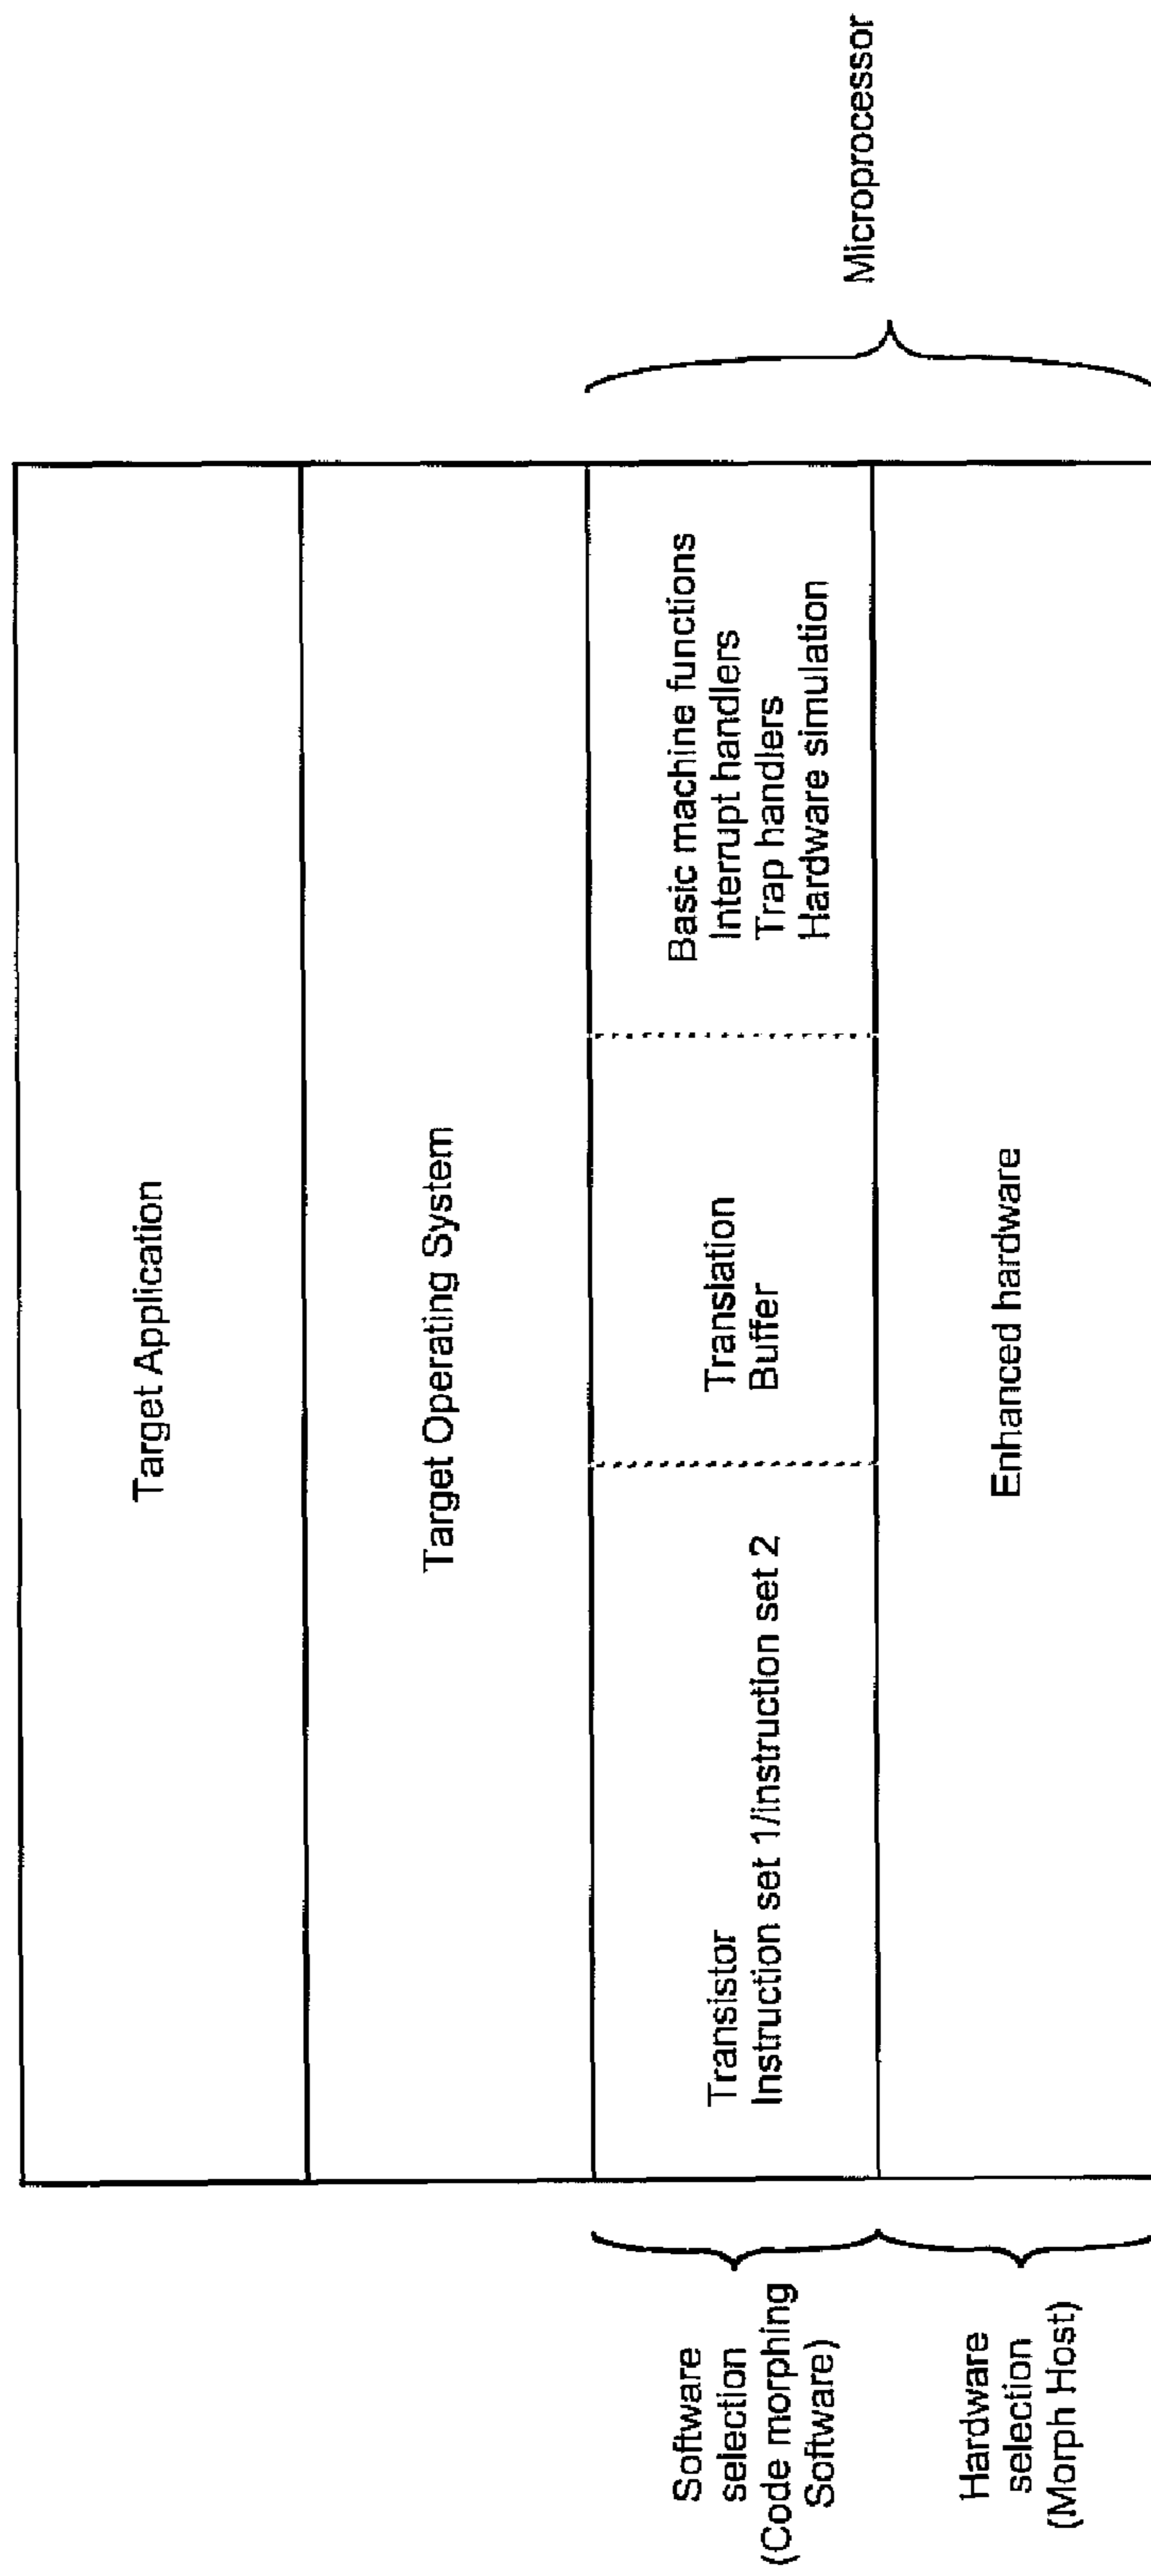 Target Application
Target Operating System
Software
selection
(Code morphing
Software)
Transistor
Instruction set 1/instruction set 2
Translation
Buffer
Basic machine functions
Interrupt handlers
Trap handlers
Hardware simulation
Microprocessor
Hardware
selection
(Morph Host)
Enhanced hardware